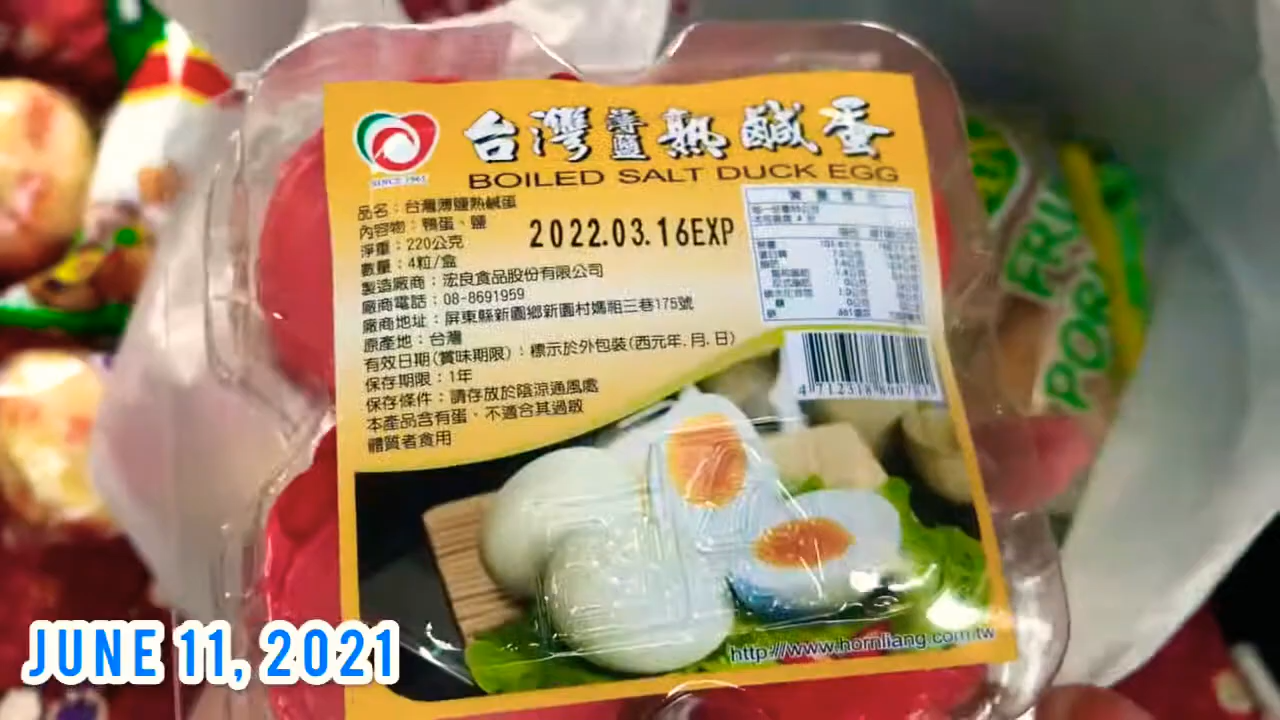 台灣薄鹽熟鹹蛋
BOILED SALT DUCK EGG
SINCE 1961
品名：台灣薄鹽熟鹹蛋
內容物：鴨蛋、鹽
淨重：220公克
數量：4粒/盒
製造廠商：浤良食品股份有限公司
廠商電話：08-8691959
廠商地址：屏東縣新園鄉新園村媽祖三巷175號
原產地：台灣
有效日期(賞味期限)：標示於外包裝(西元年.月.日)
保存期限：1年
保存條件：請存放於陰涼通風處
本產品含有蛋、不適合其過敏
體質者食用
2022.03.16EXP
http://www.hornliang.com.tw
JUNE 11, 2021